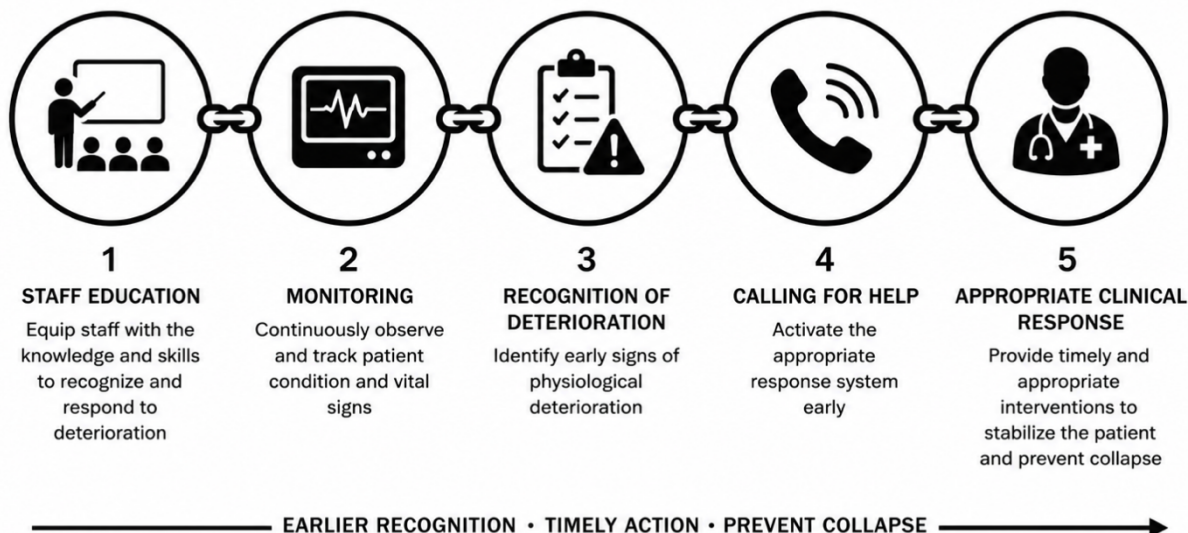 1
STAFF EDUCATION
Equip staff with the
knowledge and skills
to recognize and
respond to
deterioration
2
MONITORING
Continuously observe
and track patient
condition and vital
signs
3
RECOGNITION OF
DETERIORATION
Identify early signs of
physiological
deterioration
4
CALLING FOR HELP
Activate the
appropriate
response system
early
5
APPROPRIATE CLINICAL
RESPONSE
Provide timely and
appropriate
interventions to
stabilize the patient
and prevent collapse
EARLIER RECOGNITION • TIMELY ACTION • PREVENT COLLAPSE